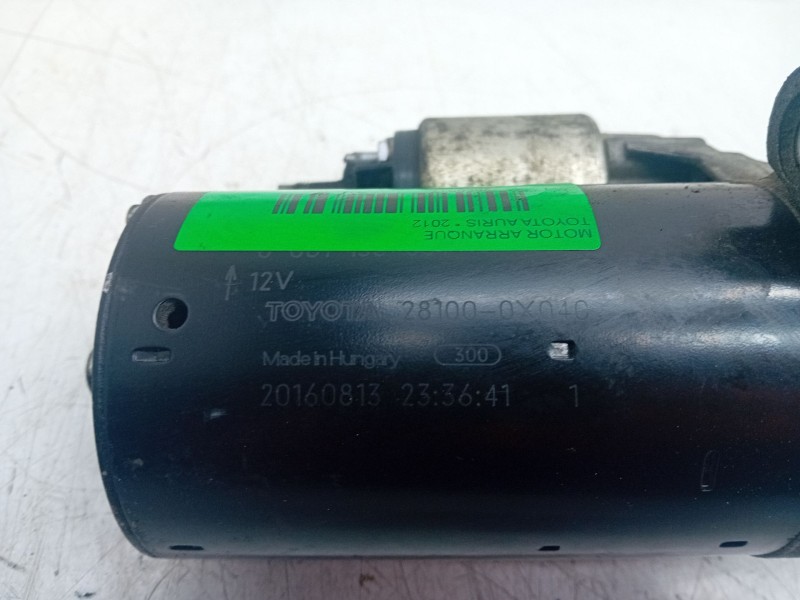 MOTOR ARRANQUE
TOYOTA AURIS * 2012
12V
TOYOTA 28100-0X040
Made in Hungary 300
20160813 23:36:41 1